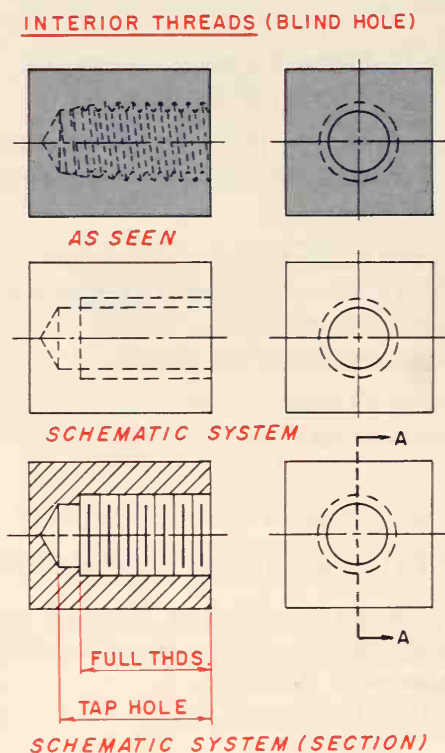 INTERIOR THREADS (BLIND HOLE)
AS SEEN
SCHEMATIC SYSTEM
A
FULL THDS.
TAP HOLE
A
SCHEMATIC SYSTEM (SECTION)